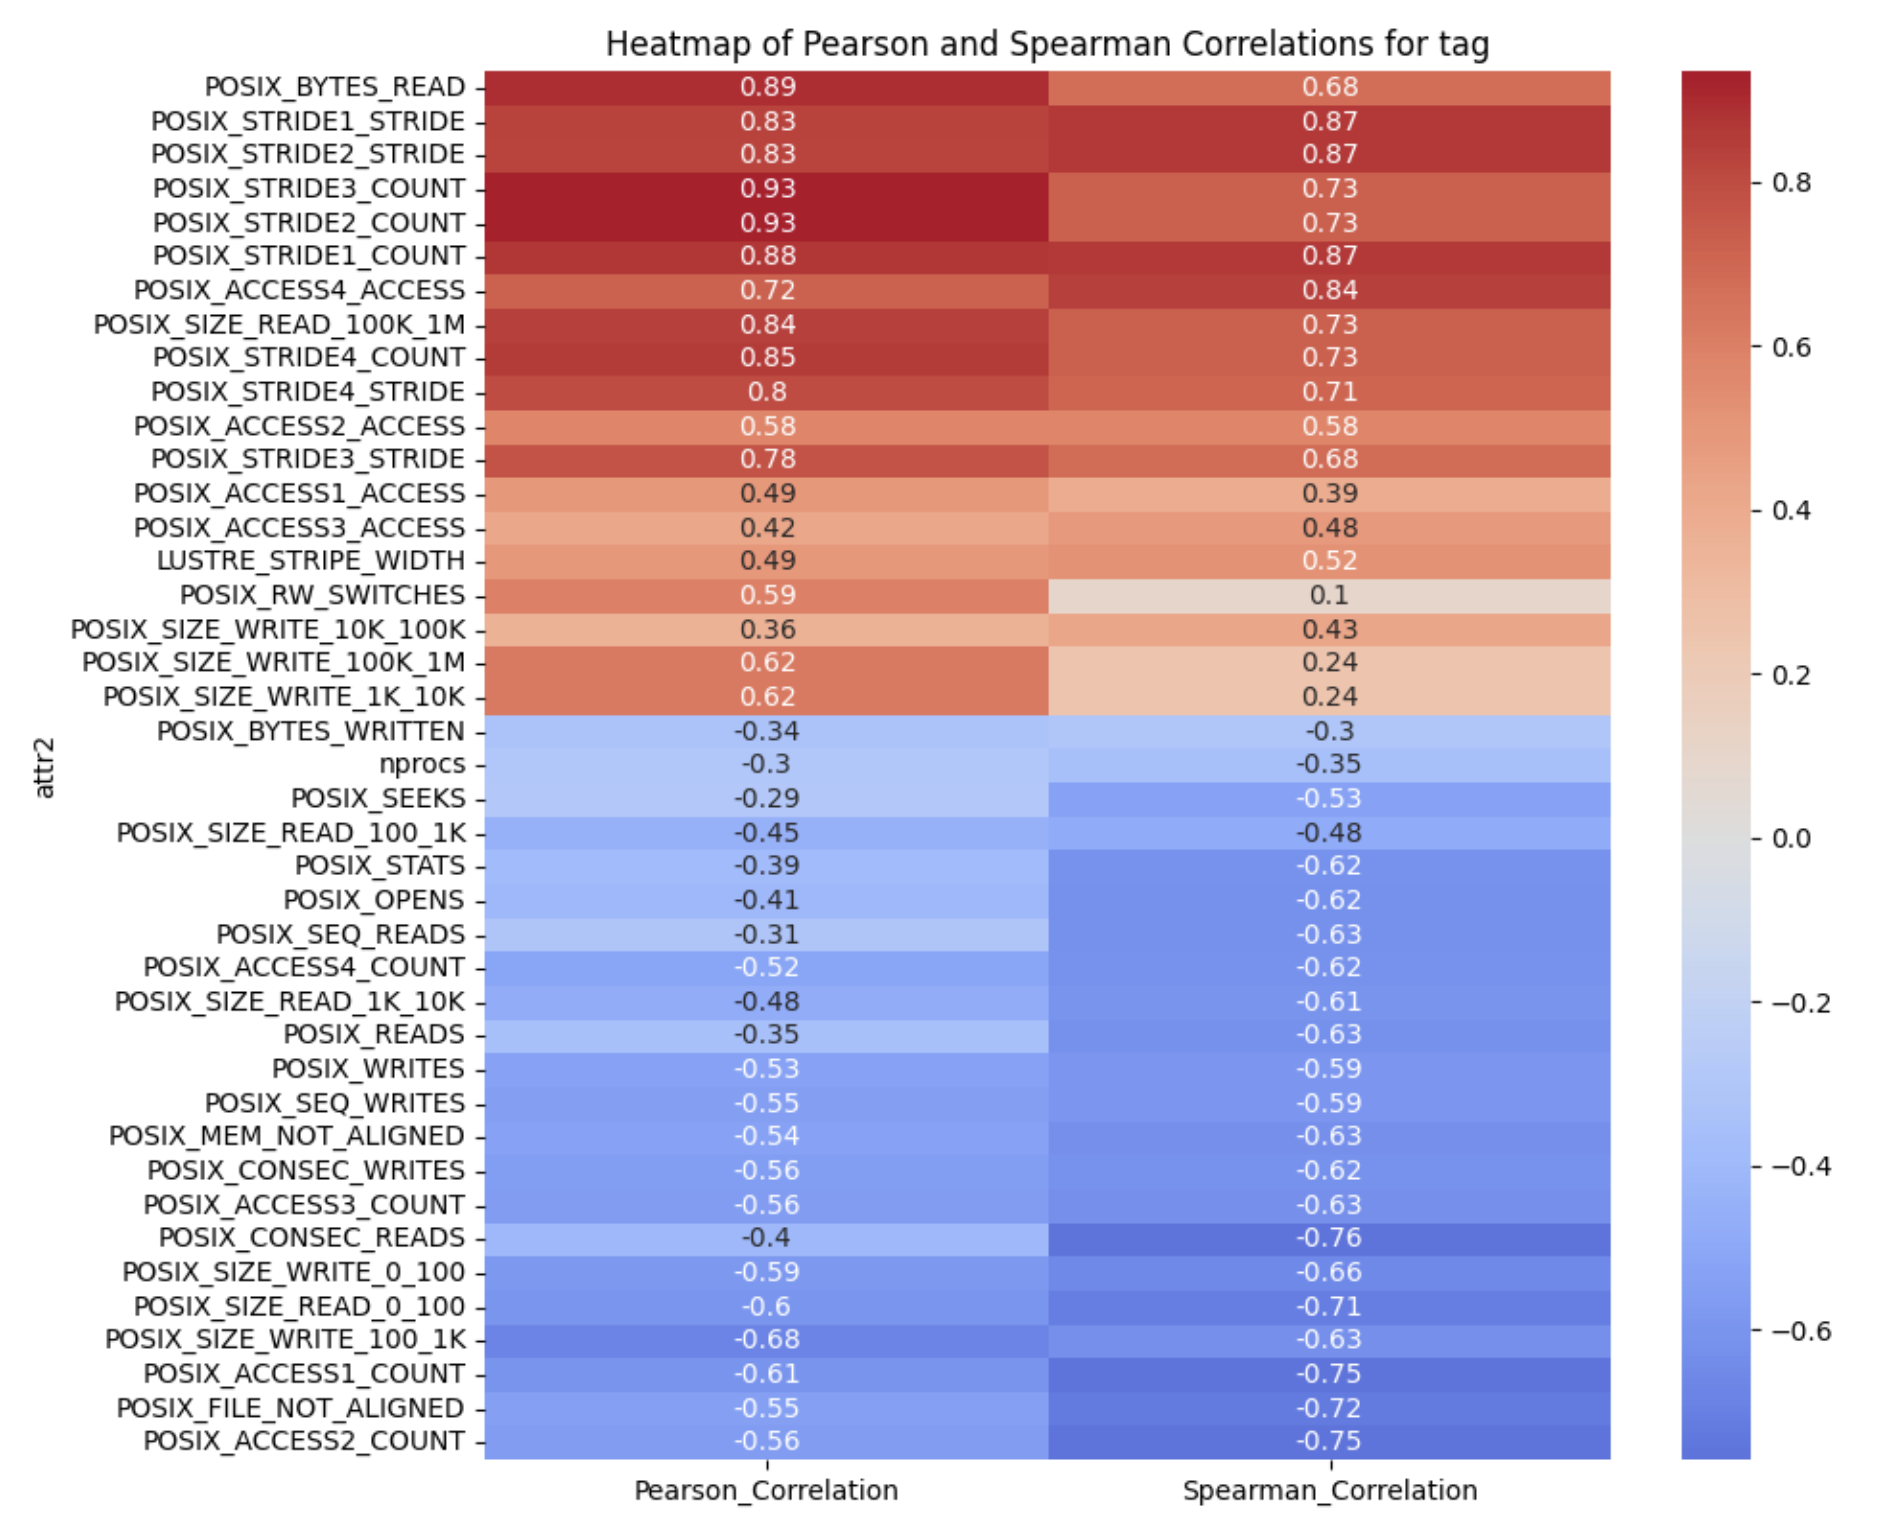 Heatmap of Pearson and Spearman Correlations for tag
attr2
POSIX_BYTES_READ 0.89 0.68
POSIX_STRIDE1_STRIDE 0.83 0.87
POSIX_STRIDE2_STRIDE 0.83 0.87
POSIX_STRIDE3_COUNT 0.93 0.73
POSIX_STRIDE2_COUNT 0.93 0.73
POSIX_STRIDE1_COUNT 0.88 0.87
POSIX_ACCESS4_ACCESS 0.72 0.84
POSIX_SIZE_READ_100K_1M 0.84 0.73
POSIX_STRIDE4_COUNT 0.85 0.73
POSIX_STRIDE4_STRIDE 0.8 0.71
POSIX_ACCESS2_ACCESS 0.58 0.58
POSIX_STRIDE3_STRIDE 0.78 0.68
POSIX_ACCESS1_ACCESS 0.49 0.39
POSIX_ACCESS3_ACCESS 0.42 0.48
LUSTRE_STRIPE_WIDTH 0.49 0.52
POSIX_RW_SWITCHES 0.59 0.1
POSIX_SIZE_WRITE_10K_100K 0.36 0.43
POSIX_SIZE_WRITE_100K_1M 0.62 0.24
POSIX_SIZE_WRITE_1K_10K 0.62 0.24
POSIX_BYTES_WRITTEN -0.34 -0.3
nprocs -0.3 -0.35
POSIX_SEEKS -0.29 -0.53
POSIX_SIZE_READ_100_1K -0.45 -0.48
POSIX_STATS -0.39 -0.62
POSIX_OPENS -0.41 -0.62
POSIX_SEQ_READS -0.31 -0.63
POSIX_ACCESS4_COUNT -0.52 -0.62
POSIX_SIZE_READ_1K_10K -0.48 -0.61
POSIX_READS -0.35 -0.63
POSIX_WRITES -0.53 -0.59
POSIX_SEQ_WRITES -0.55 -0.59
POSIX_MEM_NOT_ALIGNED -0.54 -0.63
POSIX_CONSEC_WRITES -0.56 -0.62
POSIX_ACCESS3_COUNT -0.56 -0.63
POSIX_CONSEC_READS -0.4 -0.76
POSIX_SIZE_WRITE_0_100 -0.59 -0.66
POSIX_SIZE_READ_0_100 -0.6 -0.71
POSIX_SIZE_WRITE_100_1K -0.68 -0.63
POSIX_ACCESS1_COUNT -0.61 -0.75
POSIX_FILE_NOT_ALIGNED -0.55 -0.72
POSIX_ACCESS2_COUNT -0.56 -0.75
Pearson_Correlation Spearman_Correlation
0.8
0.6
0.4
0.2
0.0
−0.2
−0.4
−0.6